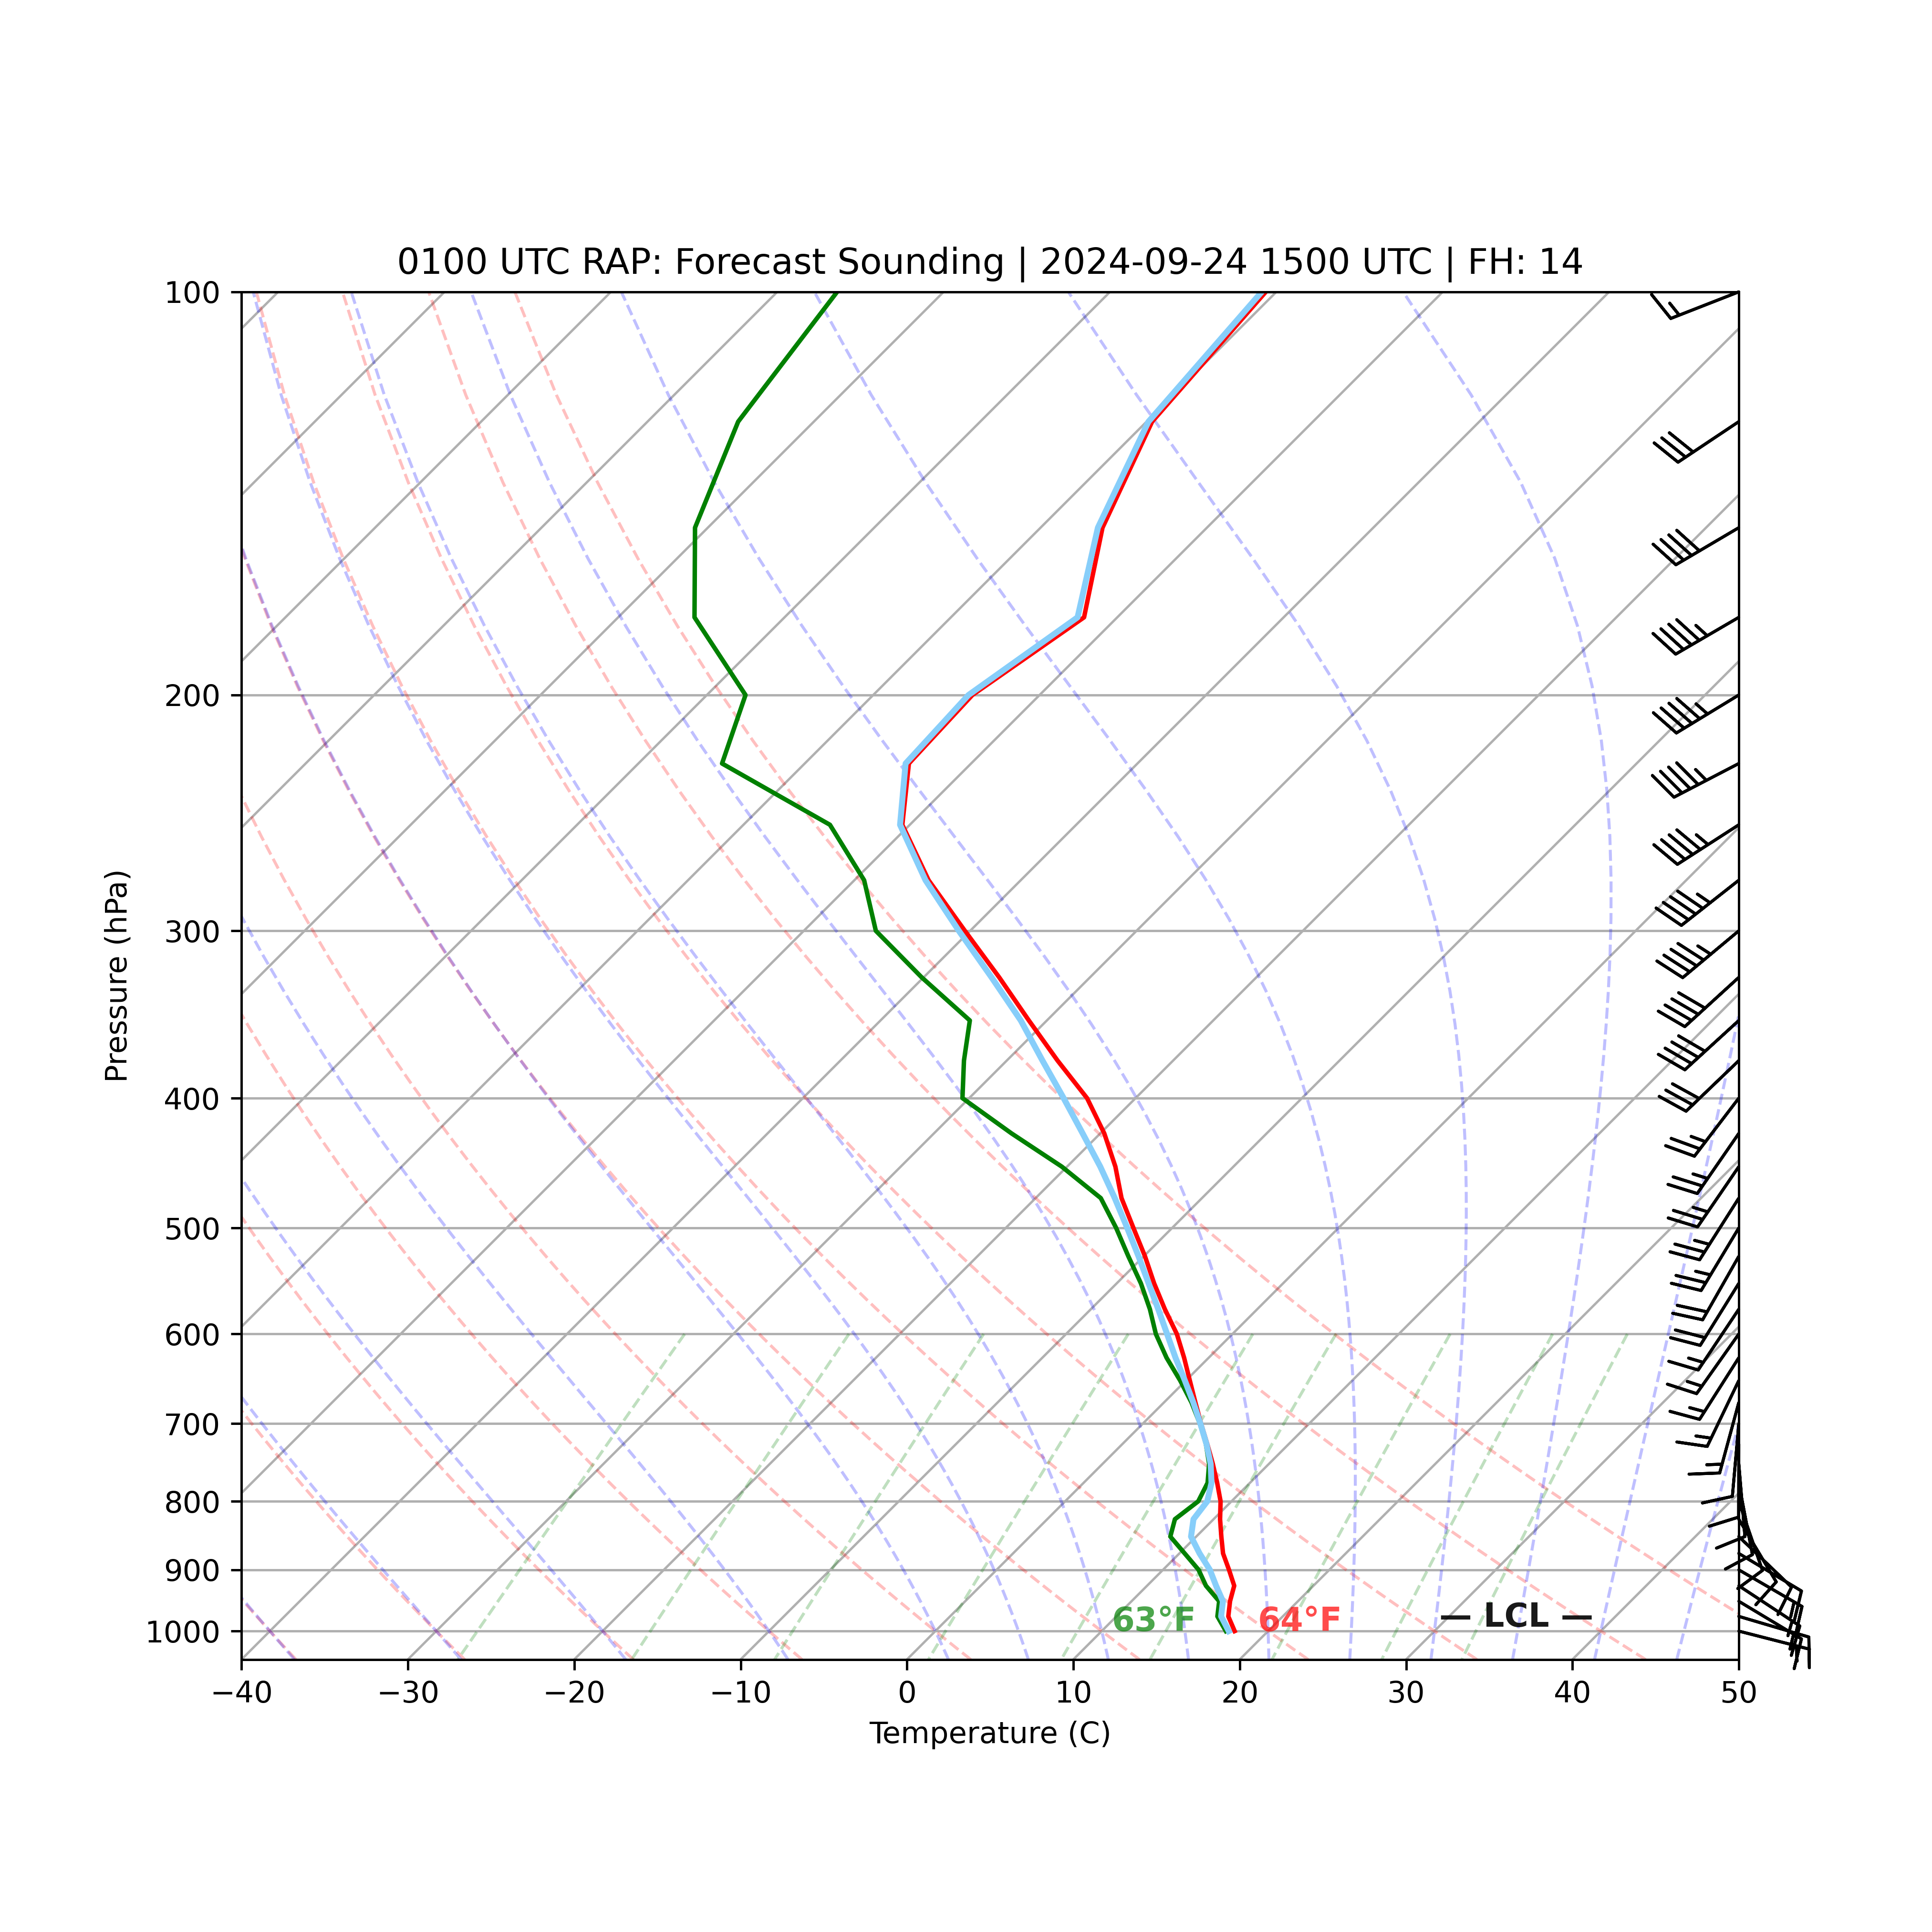 0100 UTC RAP: Forecast Sounding | 2024-09-24 1500 UTC | FH: 14
100
200
300
400
500
600
700
800
900
1000
Pressure (hPa)
63°F 64°F — LCL —
−40 −30 −20 −10 0 10 20 30 40 50
Temperature (C)